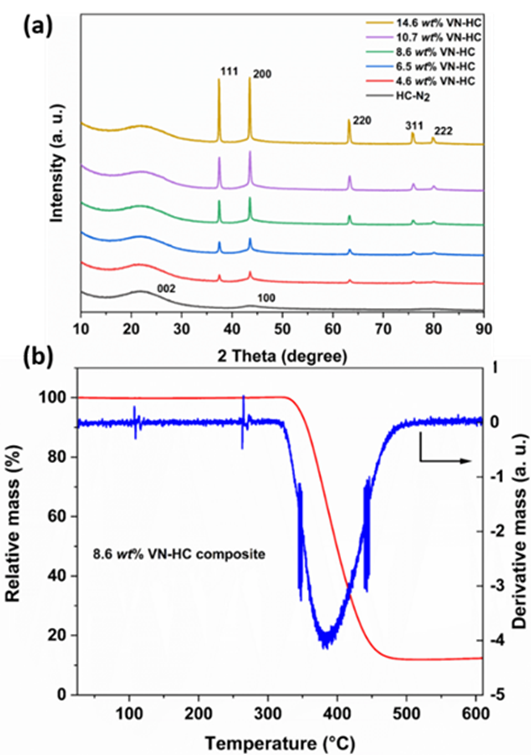 (a)
14.6 wt% VN-HC
10.7 wt% VN-HC
8.6 wt% VN-HC
6.5 wt% VN-HC
4.6 wt% VN-HC
HC-N2
111
200
220
311
222
002
100
Intensity (a. u.)
10 20 30 40 50 60 70 80 90
2 Theta (degree)
(b)
100
80
60
40
20
0
Relative mass (%)
1
0
-1
-2
-3
-4
-5
Derivative mass (a. u.)
8.6 wt% VN-HC composite
100 200 300 400 500 600
Temperature (°C)